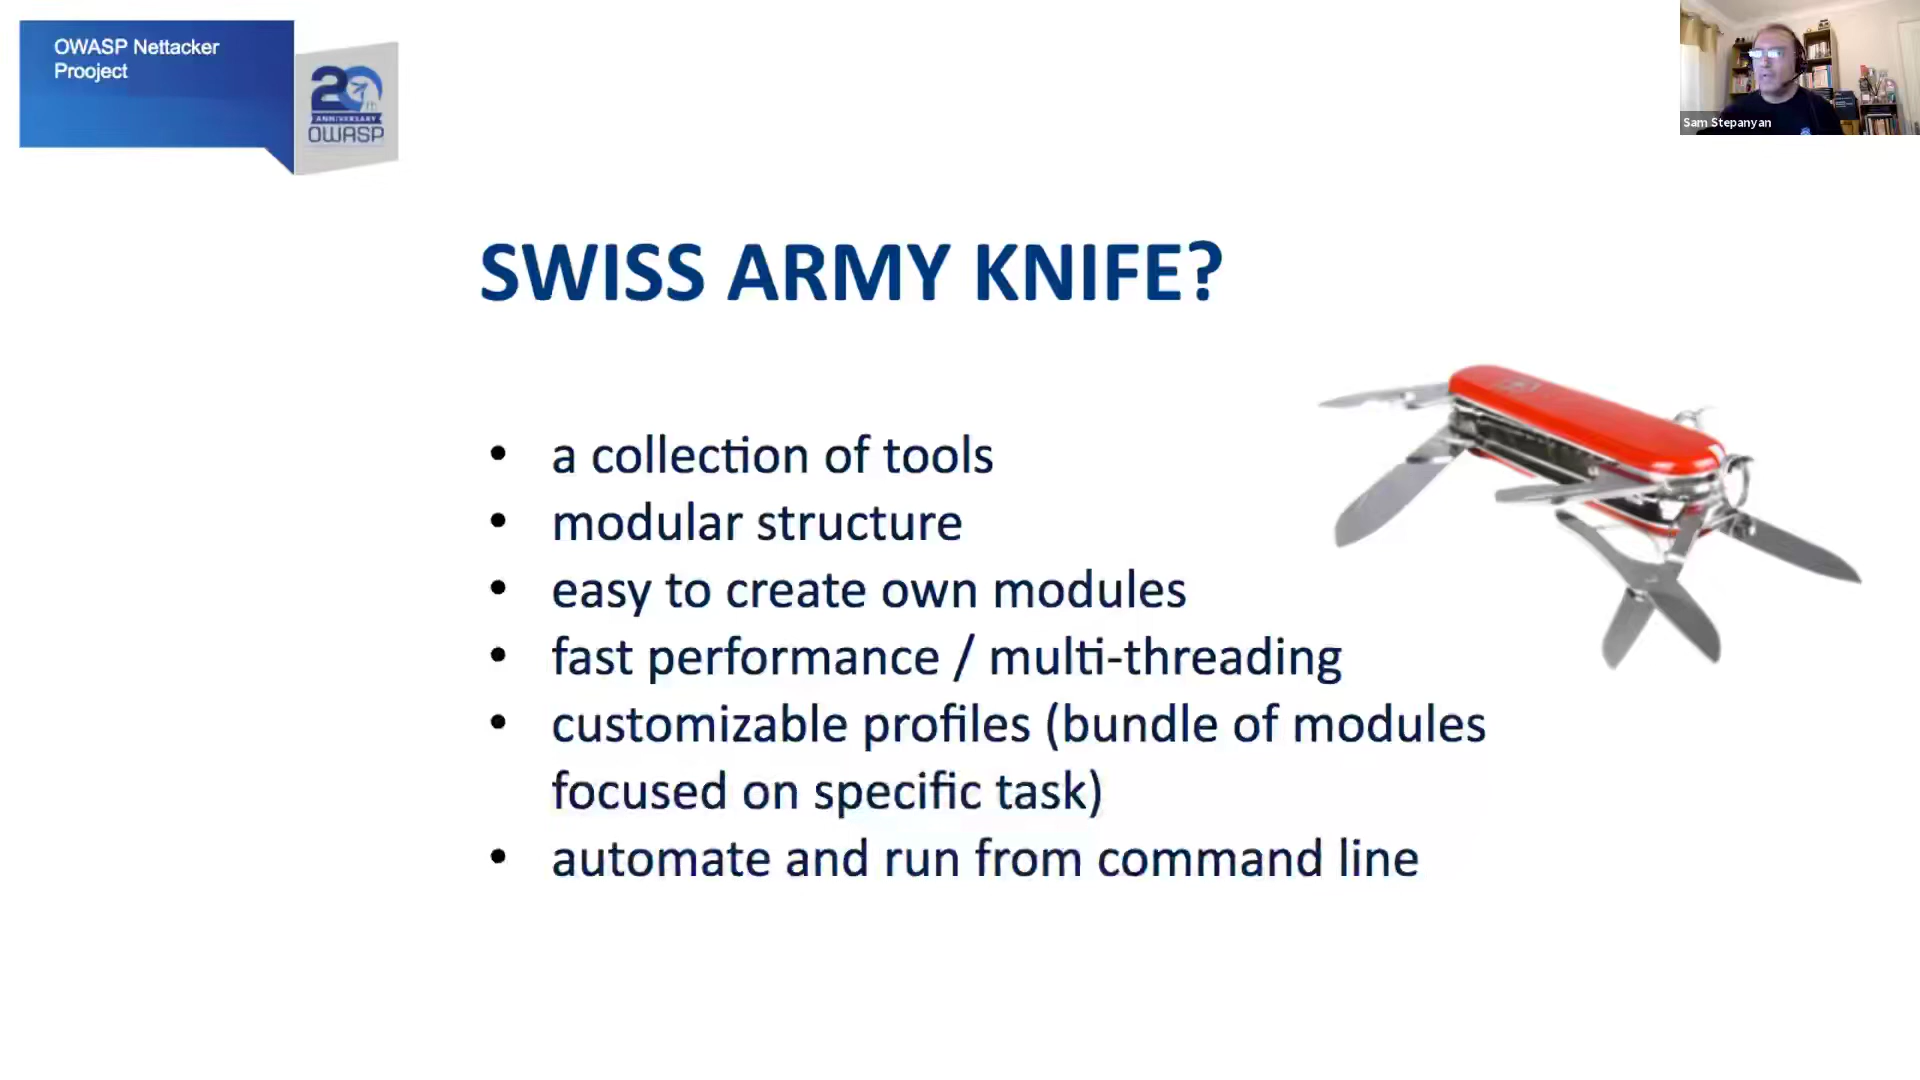 OWASP Nettacker
Prooject
20th
ANNIVERSARY
OWASP
Sam Stepanyan
SWISS ARMY KNIFE?
• a collection of tools
• modular structure
• easy to create own modules
• fast performance / multi-threading
• customizable profiles (bundle of modules
focused on specific task)
• automate and run from command line